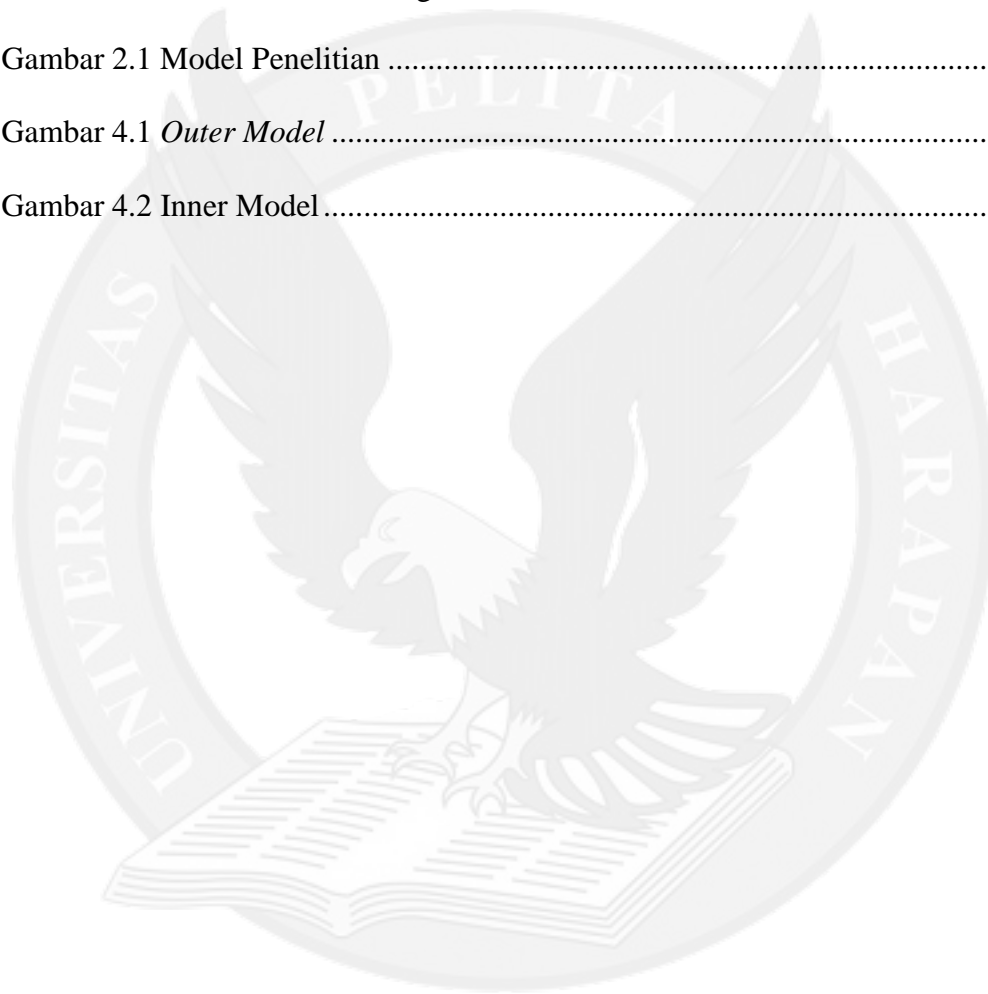 Gambar 2.1 Model Penelitian ..........................................................................
Gambar 4.1 Outer Model .................................................................................
Gambar 4.2 Inner Model..................................................................................
UNIVERSITAS PELITA HARAPAN